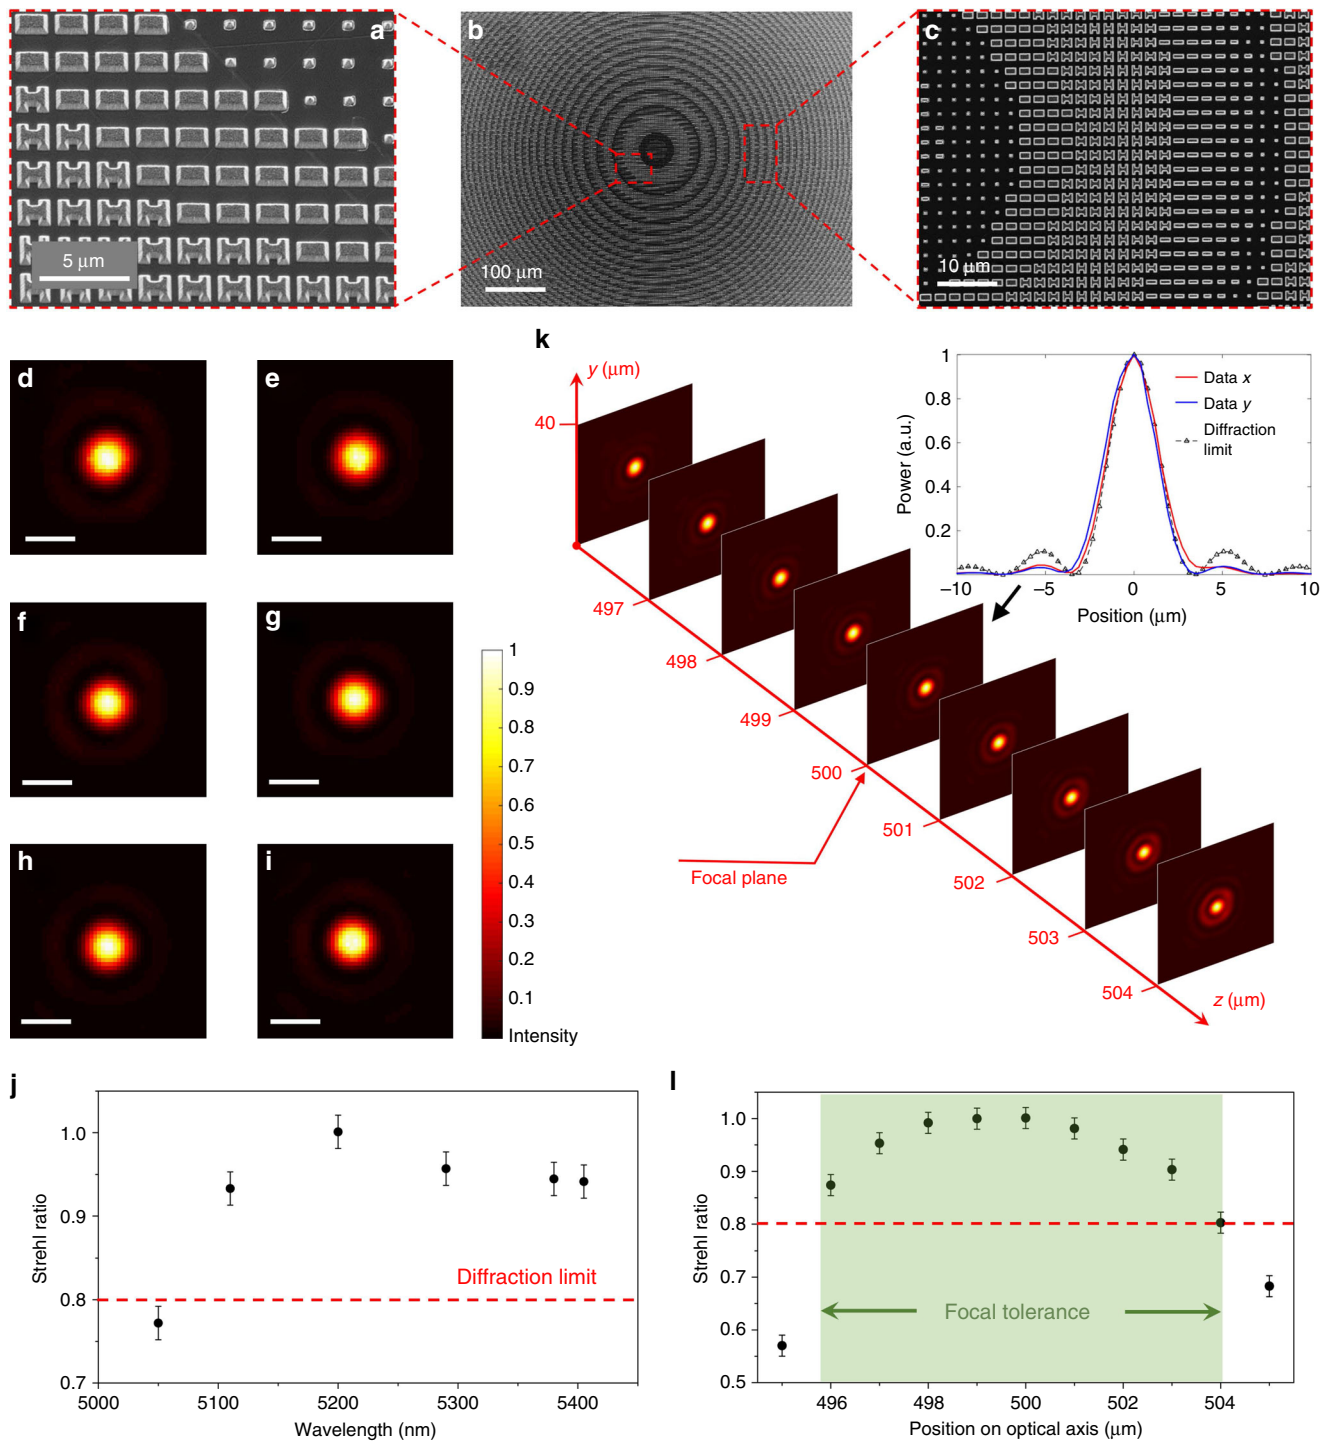 a
5 μm
b
100 μm
c
10 μm
d
e
f
g
h
i
1
0.9
0.8
0.7
0.6
0.5
0.4
0.3
0.2
0.1
Intensity
k
y (μm)
40
497
498
499
500
501
502
503
504
z (μm)
Focal plane
Power (a.u.)
1
0.8
0.6
0.4
0.2
–10
–5
0
5
10
Position (μm)
Data x
Data y
Diffraction
limit
j
Strehl ratio
1.0
0.9
0.8
0.7
Diffraction limit
5000
5100
5200
5300
5400
Wavelength (nm)
l
Strehl ratio
1.0
0.9
0.8
0.7
0.6
0.5
Focal tolerance
496
498
500
502
504
Position on optical axis (μm)